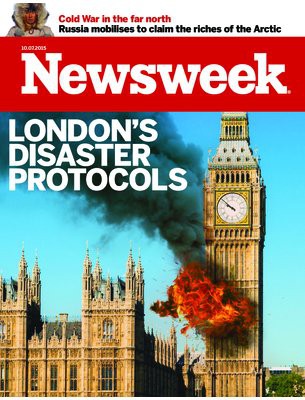 Cold War in the far north
Russia mobilises to claim the riches of the Arctic
10.07.2015
Newsweek®
LONDON'S
DISASTER
PROTOCOLS